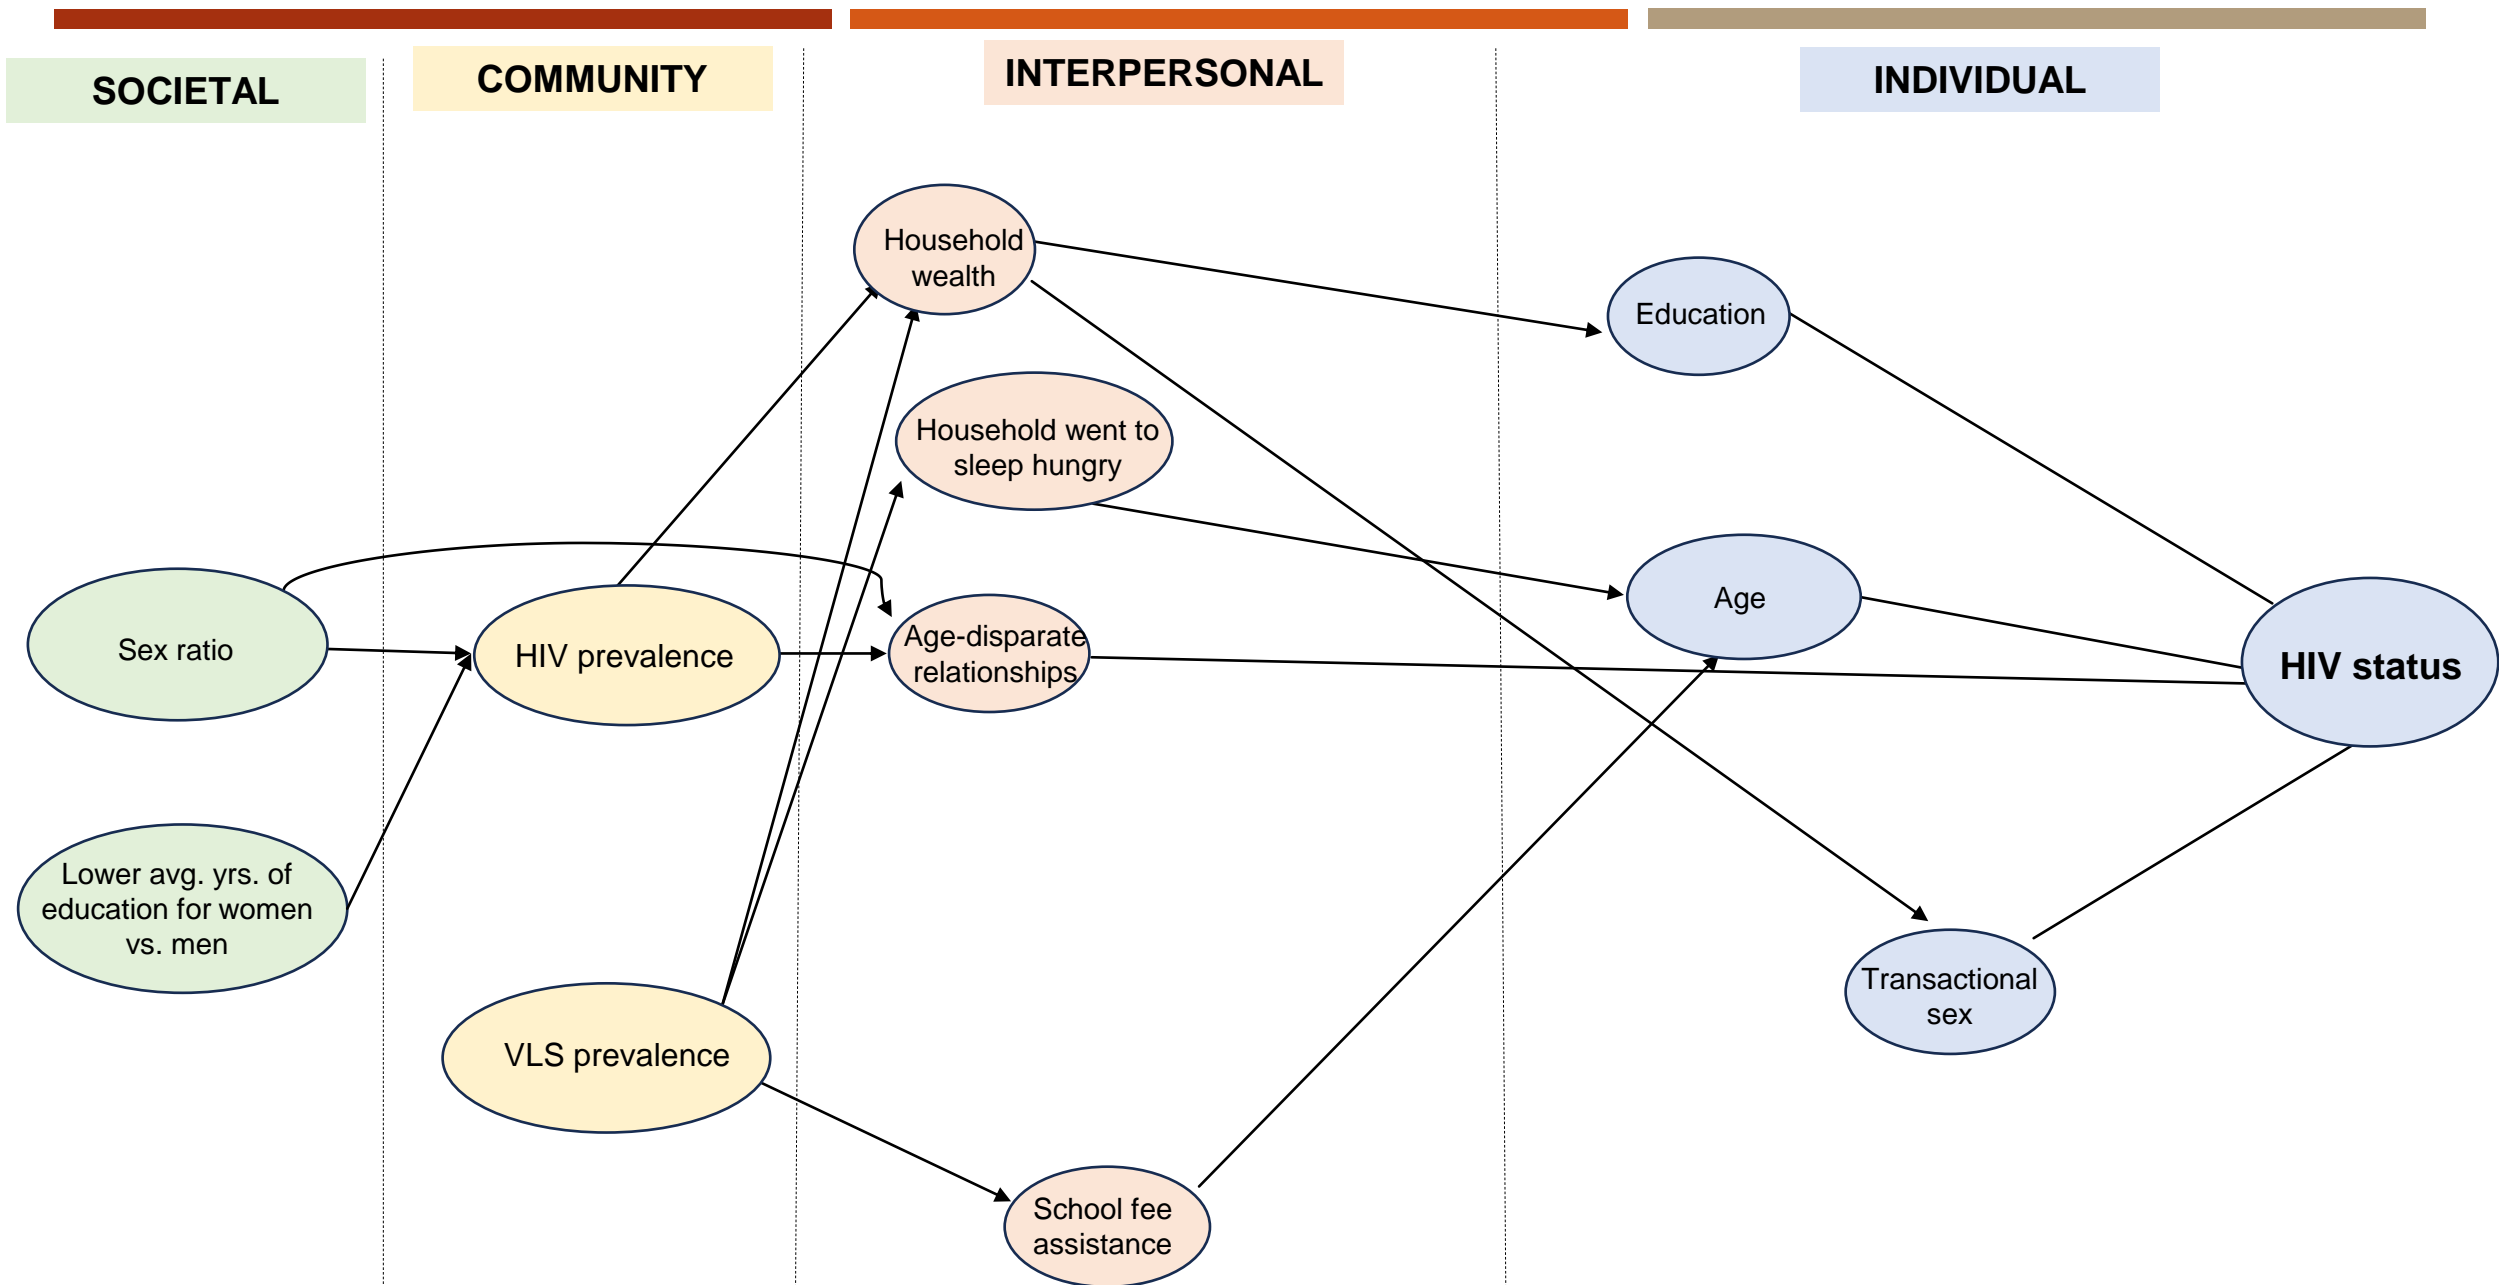 SOCIETAL
COMMUNITY
INTERPERSONAL
INDIVIDUAL
Household
wealth
Education
Household went to
sleep hungry
Age
Sex ratio
HIV prevalence
Age-disparate
relationships
HIV status
Lower avg. yrs. of
education for women
vs. men
Transactional
sex
VLS prevalence
School fee
assistance